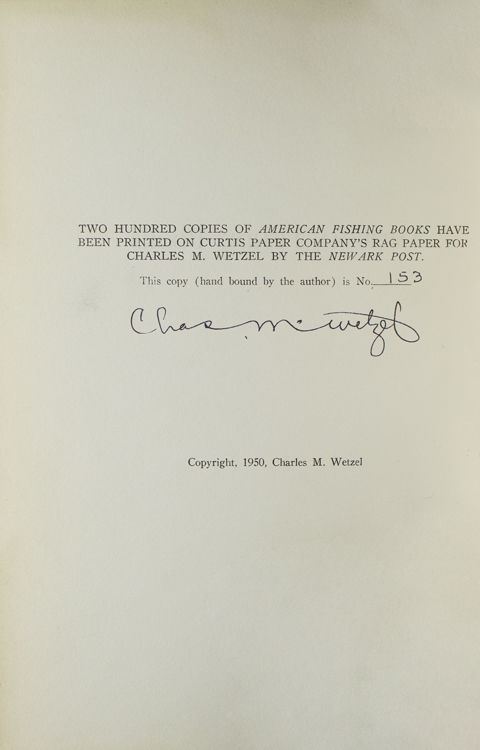 TWO HUNDRED COPIES OF AMERICAN FISHING BOOKS HAVE
BEEN PRINTED ON CURTIS PAPER COMPANY'S RAG PAPER FOR
CHARLES M. WETZEL BY THE NEWARK POST.
This copy (hand bound by the author) is No. 153
Chas M. Wetzel
Copyright, 1950, Charles M. Wetzel